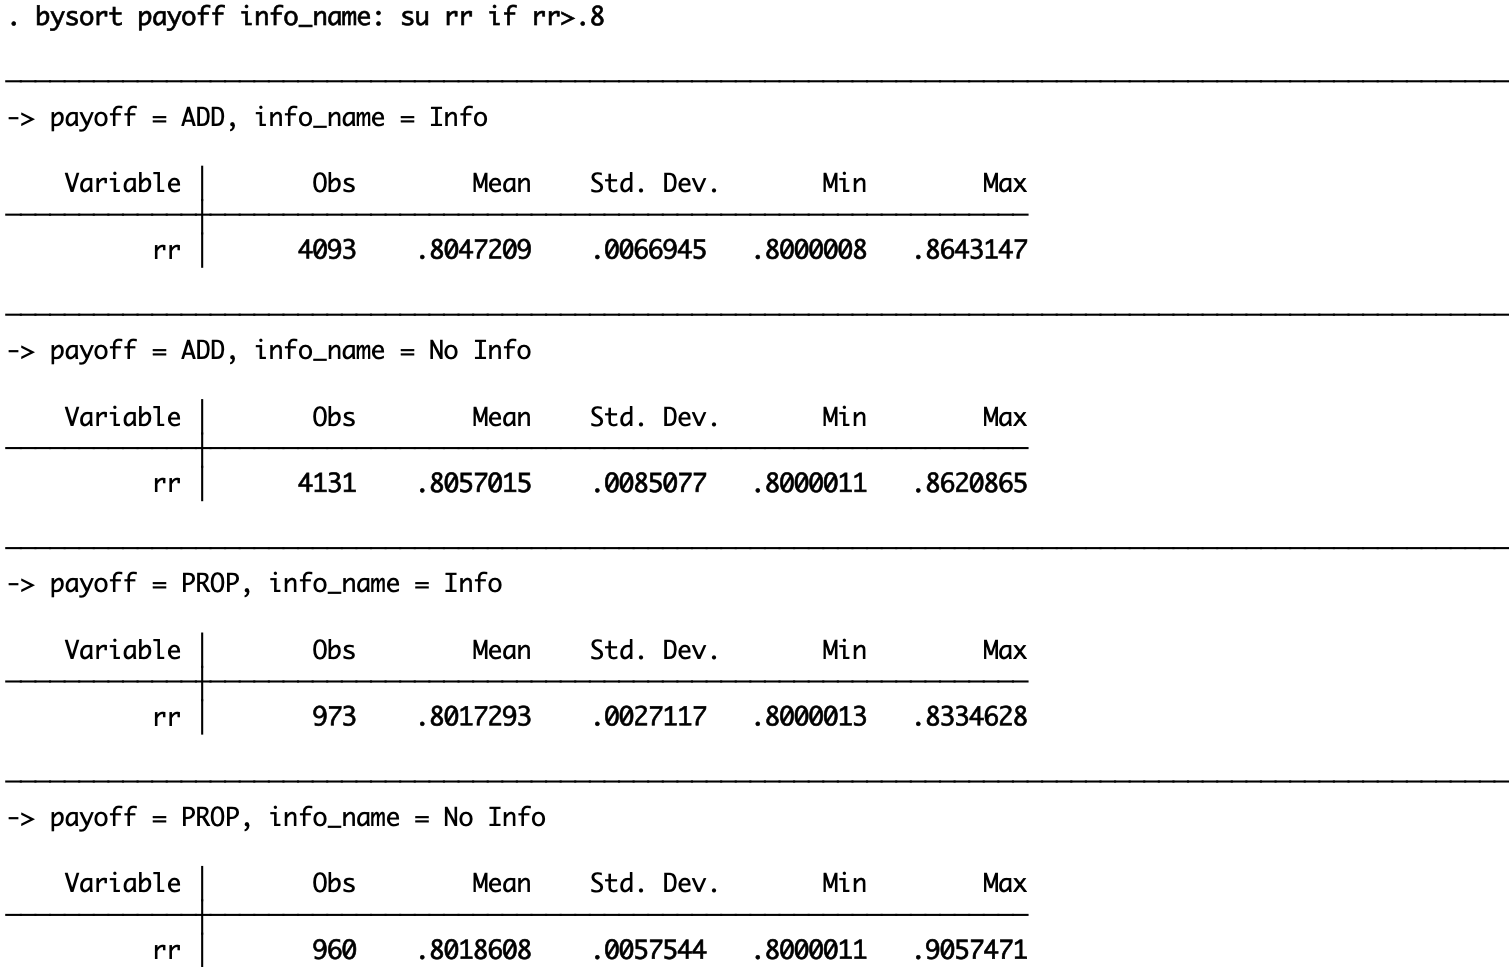 . bysort payoff info_name: su rr if rr>.8
-> payoff = ADD, info_name = Info
Variable | Obs Mean Std. Dev. Min Max
rr | 4093 .8047209 .0066945 .8000008 .8643147
-> payoff = ADD, info_name = No Info
Variable | Obs Mean Std. Dev. Min Max
rr | 4131 .8057015 .0085077 .8000011 .8620865
-> payoff = PROP, info_name = Info
Variable | Obs Mean Std. Dev. Min Max
rr | 973 .8017293 .0027117 .8000013 .8334628
-> payoff = PROP, info_name = No Info
Variable | Obs Mean Std. Dev. Min Max
rr | 960 .8018608 .0057544 .8000011 .9057471